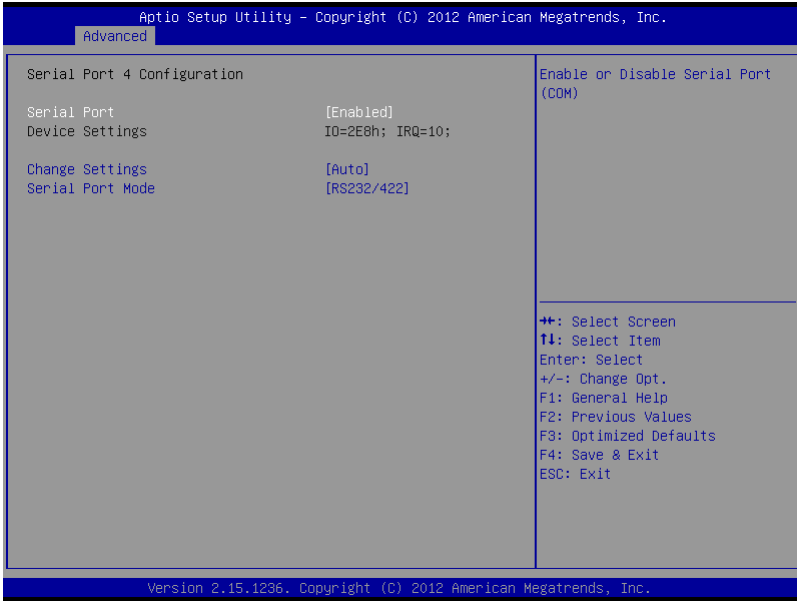 Aptio Setup Utility – Copyright (C) 2012 American Megatrends, Inc.
Advanced
Serial Port 4 Configuration
Serial Port [Enabled]
Device Settings IO=2E8h; IRQ=10;
Change Settings [Auto]
Serial Port Mode [RS232/422]
Enable or Disable Serial Port
(COM)
→←: Select Screen
↑↓: Select Item
Enter: Select
+/-: Change Opt.
F1: General Help
F2: Previous Values
F3: Optimized Defaults
F4: Save & Exit
ESC: Exit
Version 2.15.1236. Copyright (C) 2012 American Megatrends, Inc.